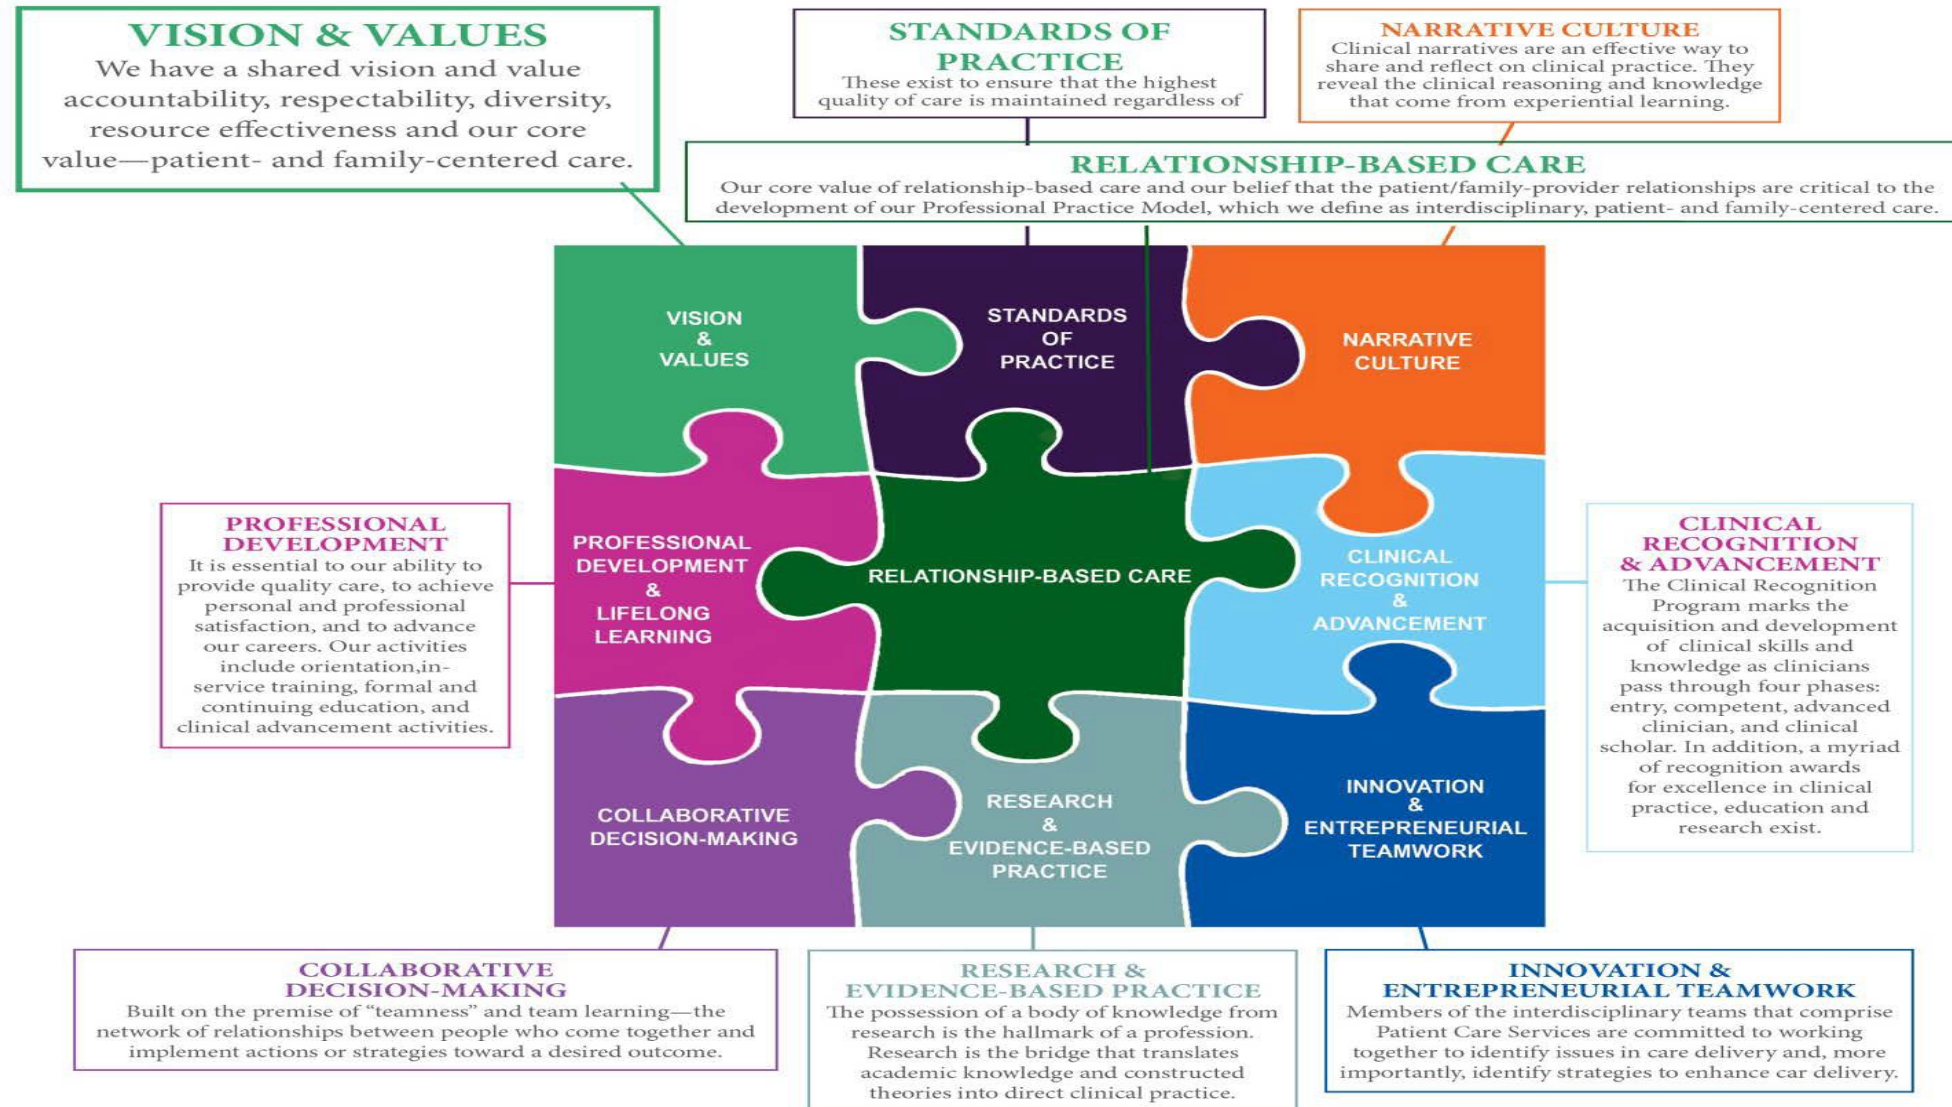 VISION & VALUES
We have a shared vision and value
accountability, respectability, diversity,
resource effectiveness and our core
value—patient- and family-centered care.
STANDARDS OF
PRACTICE
These exist to ensure that the highest
quality of care is maintained regardless of
NARRATIVE CULTURE
Clinical narratives are an effective way to
share and reflect on clinical practice. They
reveal the clinical reasoning and knowledge
that come from experiential learning.
RELATIONSHIP-BASED CARE
Our core value of relationship-based care and our belief that the patient/family-provider relationships are critical to the
development of our Professional Practice Model, which we define as interdisciplinary, patient- and family-centered care.
VISION
&
VALUES
STANDARDS
OF
PRACTICE
NARRATIVE
CULTURE
PROFESSIONAL
DEVELOPMENT
It is essential to our ability to
provide quality care, to achieve
personal and professional
satisfaction, and to advance
our careers. Our activities
include orientation,in-
service training, formal and
continuing education, and
clinical advancement activities.
PROFESSIONAL
DEVELOPMENT
&
LIFELONG
LEARNING
RELATIONSHIP-BASED CARE
CLINICAL
RECOGNITION
&
ADVANCEMENT
CLINICAL
RECOGNITION
& ADVANCEMENT
The Clinical Recognition
Program marks the
acquisition and development
of clinical skills and
knowledge as clinicians
pass through four phases:
entry, competent, advanced
clinician, and clinical
scholar. In addition, a myriad
of recognition awards
for excellence in clinical
practice, education and
research exist.
COLLABORATIVE
DECISION-MAKING
RESEARCH
&
EVIDENCE-BASED
PRACTICE
INNOVATION
&
ENTREPRENEURIAL
TEAMWORK
COLLABORATIVE
DECISION-MAKING
Built on the premise of “teamness” and team learning—the
network of relationships between people who come together and
implement actions or strategies toward a desired outcome.
RESEARCH &
EVIDENCE-BASED PRACTICE
The possession of a body of knowledge from
research is the hallmark of a profession.
Research is the bridge that translates
academic knowledge and constructed
theories into direct clinical practice.
INNOVATION &
ENTREPRENEURIAL TEAMWORK
Members of the interdisciplinary teams that comprise
Patient Care Services are committed to working
together to identify issues in care delivery and, more
importantly, identify strategies to enhance car delivery.